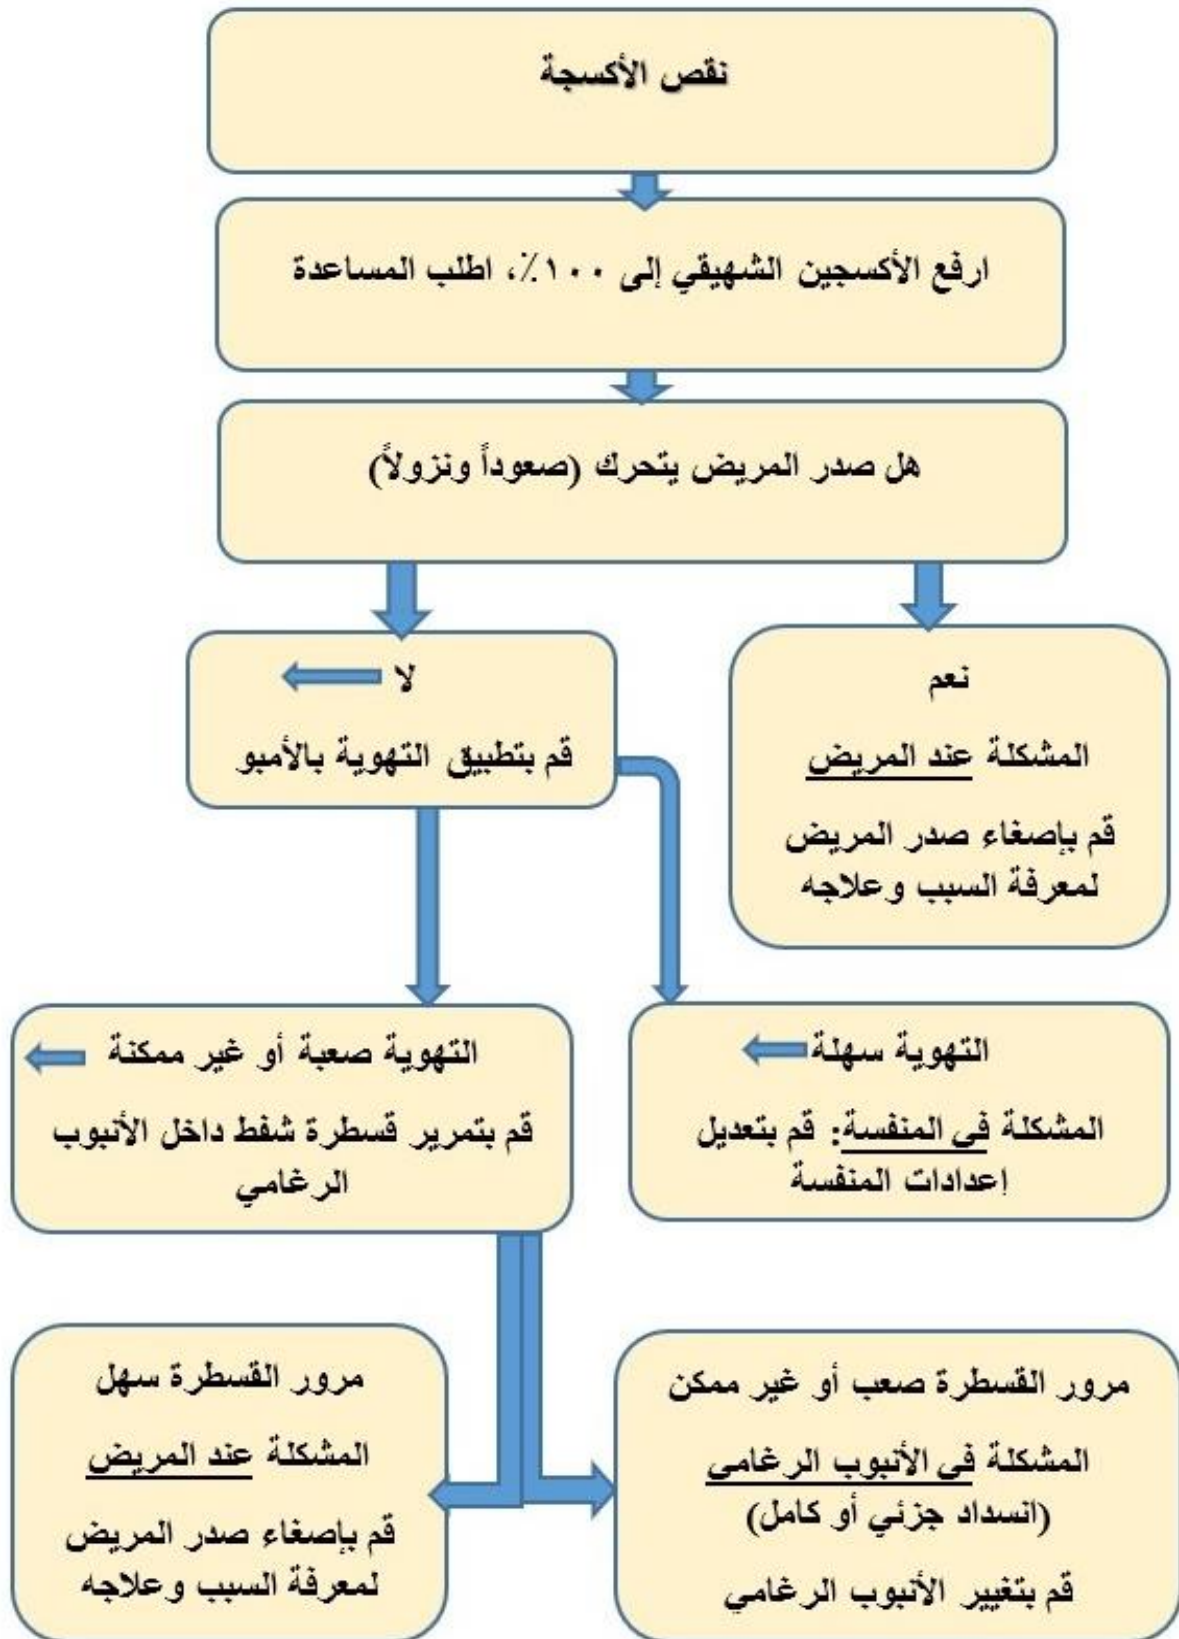 نقص الأكسجة
ارفع الأكسجين الشهيقي إلى ١٠٠٪، اطلب المساعدة
هل صدر المريض يتحرك (صعوداً ونزولاً)
نعم
المشكلة عند المريض
قم بإصغاء صدر المريض
لمعرفة السبب وعلاجه
لا
قم بتطبيق التهوية بالأمبو
التهوية سهلة
المشكلة في المنفسة: قم بتعديل
إعدادات المنفسة
التهوية صعبة أو غير ممكنة
قم بتمرير قسطرة شفط داخل الأنبوب
الرغامي
مرور القسطرة صعب أو غير ممكن
المشكلة في الأنبوب الرغامي
(انسداد جزئي أو كامل)
قم بتغيير الأنبوب الرغامي
مرور القسطرة سهل
المشكلة عند المريض
قم بإصغاء صدر المريض
لمعرفة السبب وعلاجه